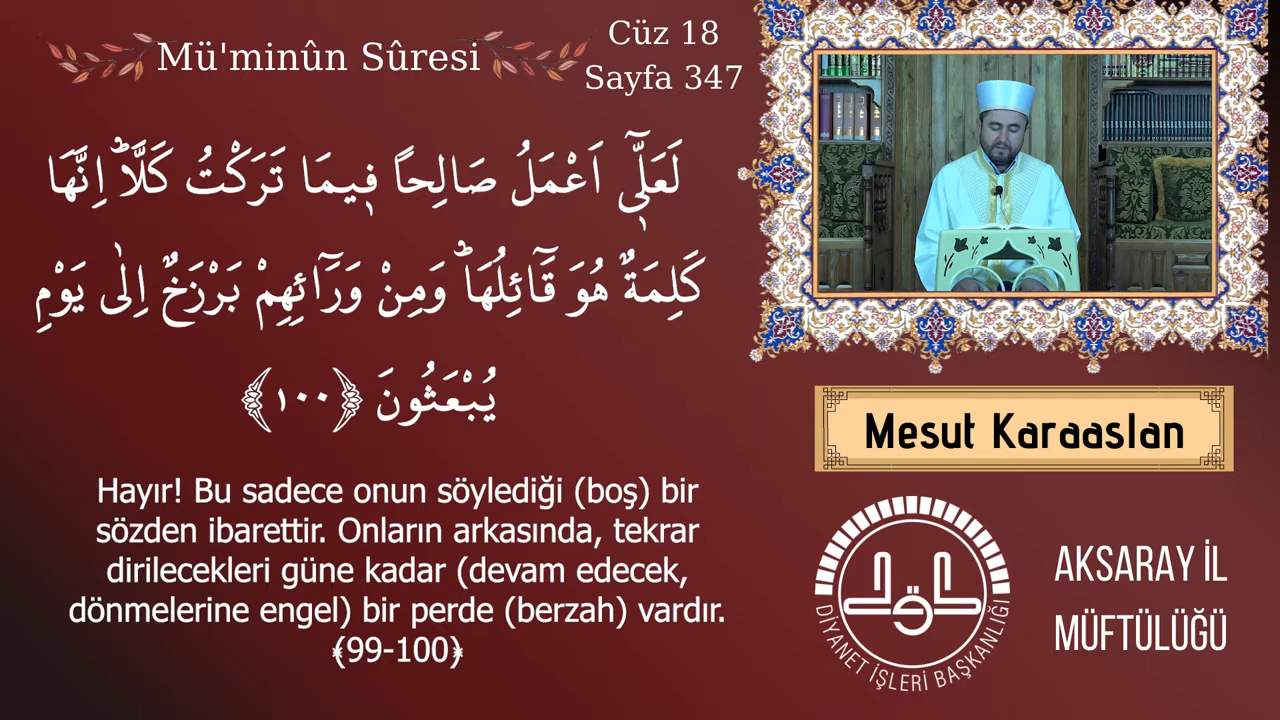 Mü'minûn Sûresi
Cüz 18
Sayfa 347
لَعَلّٖٓي اَعْمَلُ صَالِحًا فٖيمَا تَرَكْتُ كَلَّاؕ اِنَّهَا
كَلِمَةٌ هُوَ قَٓائِلُهَاؕ وَمِنْ وَرَٓائِهِمْ بَرْزَخٌ اِلٰى يَوْمِ
يُبْعَثُونَ ﴿١٠٠﴾
Hayır! Bu sadece onun söylediği (boş) bir
sözden ibarettir. Onların arkasında, tekrar
dirilecekleri güne kadar (devam edecek,
dönmelerine engel) bir perde (berzah) vardır.
﴾99-100﴿
Mesut Karaaslan
DİYANET İŞLERİ BAŞKANLIĞI
AKSARAY İL
MÜFTÜLÜĞÜ